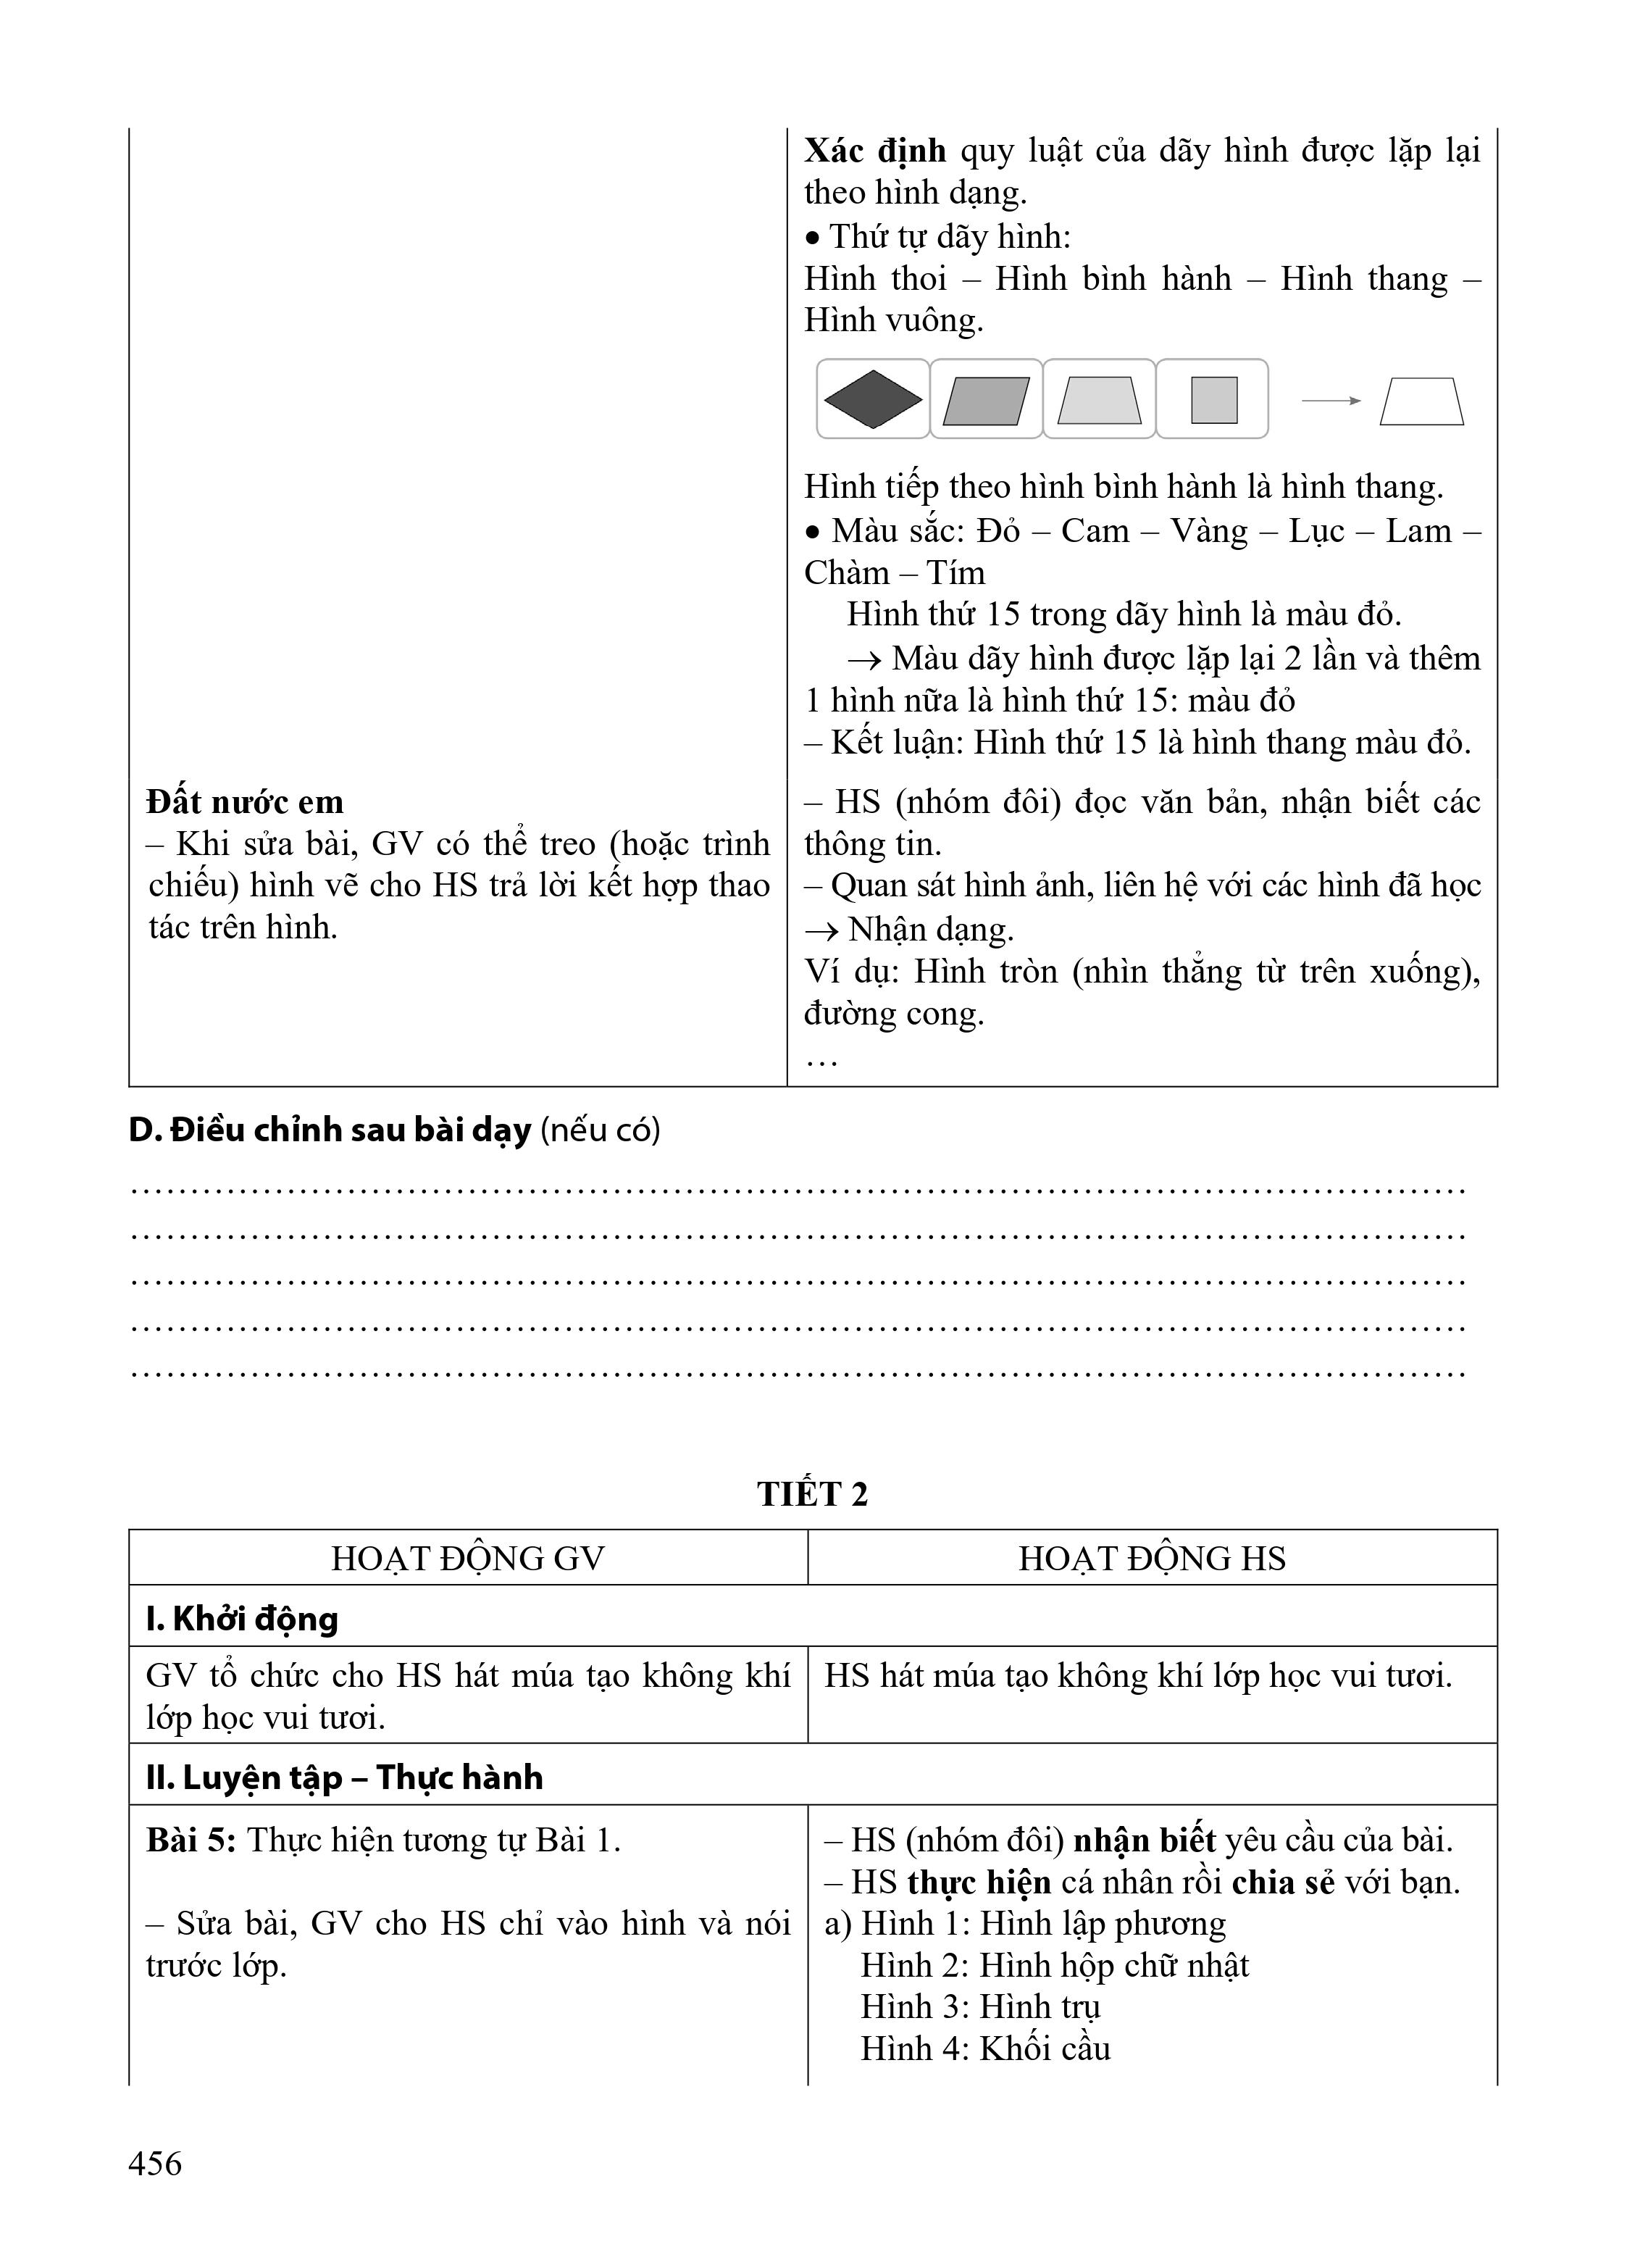 Xác định quy luật của dãy hình được lặp lại
theo hình dạng.
• Thứ tự dãy hình:
Hình thoi – Hình bình hành – Hình thang –
Hình vuông.
Hình tiếp theo hình bình hành là hình thang.
• Màu sắc: Đỏ – Cam – Vàng – Lục – Lam –
Chàm – Tím
Hình thứ 15 trong dãy hình là màu đỏ.
→ Màu dãy hình được lặp lại 2 lần và thêm
1 hình nữa là hình thứ 15: màu đỏ
– Kết luận: Hình thứ 15 là hình thang màu đỏ.
Đất nước em
– Khi sửa bài, GV có thể treo (hoặc trình
chiếu) hình vẽ cho HS trả lời kết hợp thao
tác trên hình.
– HS (nhóm đôi) đọc văn bản, nhận biết các
thông tin.
– Quan sát hình ảnh, liên hệ với các hình đã học
→ Nhận dạng.
Ví dụ: Hình tròn (nhìn thẳng từ trên xuống),
đường cong.
…
D. Điều chỉnh sau bài dạy (nếu có)
……………………………………………………………………………………………
……………………………………………………………………………………………
……………………………………………………………………………………………
……………………………………………………………………………………………
……………………………………………………………………………………………
TIẾT 2
HOẠT ĐỘNG GV
HOẠT ĐỘNG HS
I. Khởi động
GV tổ chức cho HS hát múa tạo không khí
lớp học vui tươi.
HS hát múa tạo không khí lớp học vui tươi.
II. Luyện tập – Thực hành
Bài 5: Thực hiện tương tự Bài 1.
– Sửa bài, GV cho HS chỉ vào hình và nói
trước lớp.
– HS (nhóm đôi) nhận biết yêu cầu của bài.
– HS thực hiện cá nhân rồi chia sẻ với bạn.
a) Hình 1: Hình lập phương
Hình 2: Hình hộp chữ nhật
Hình 3: Hình trụ
Hình 4: Khối cầu
456